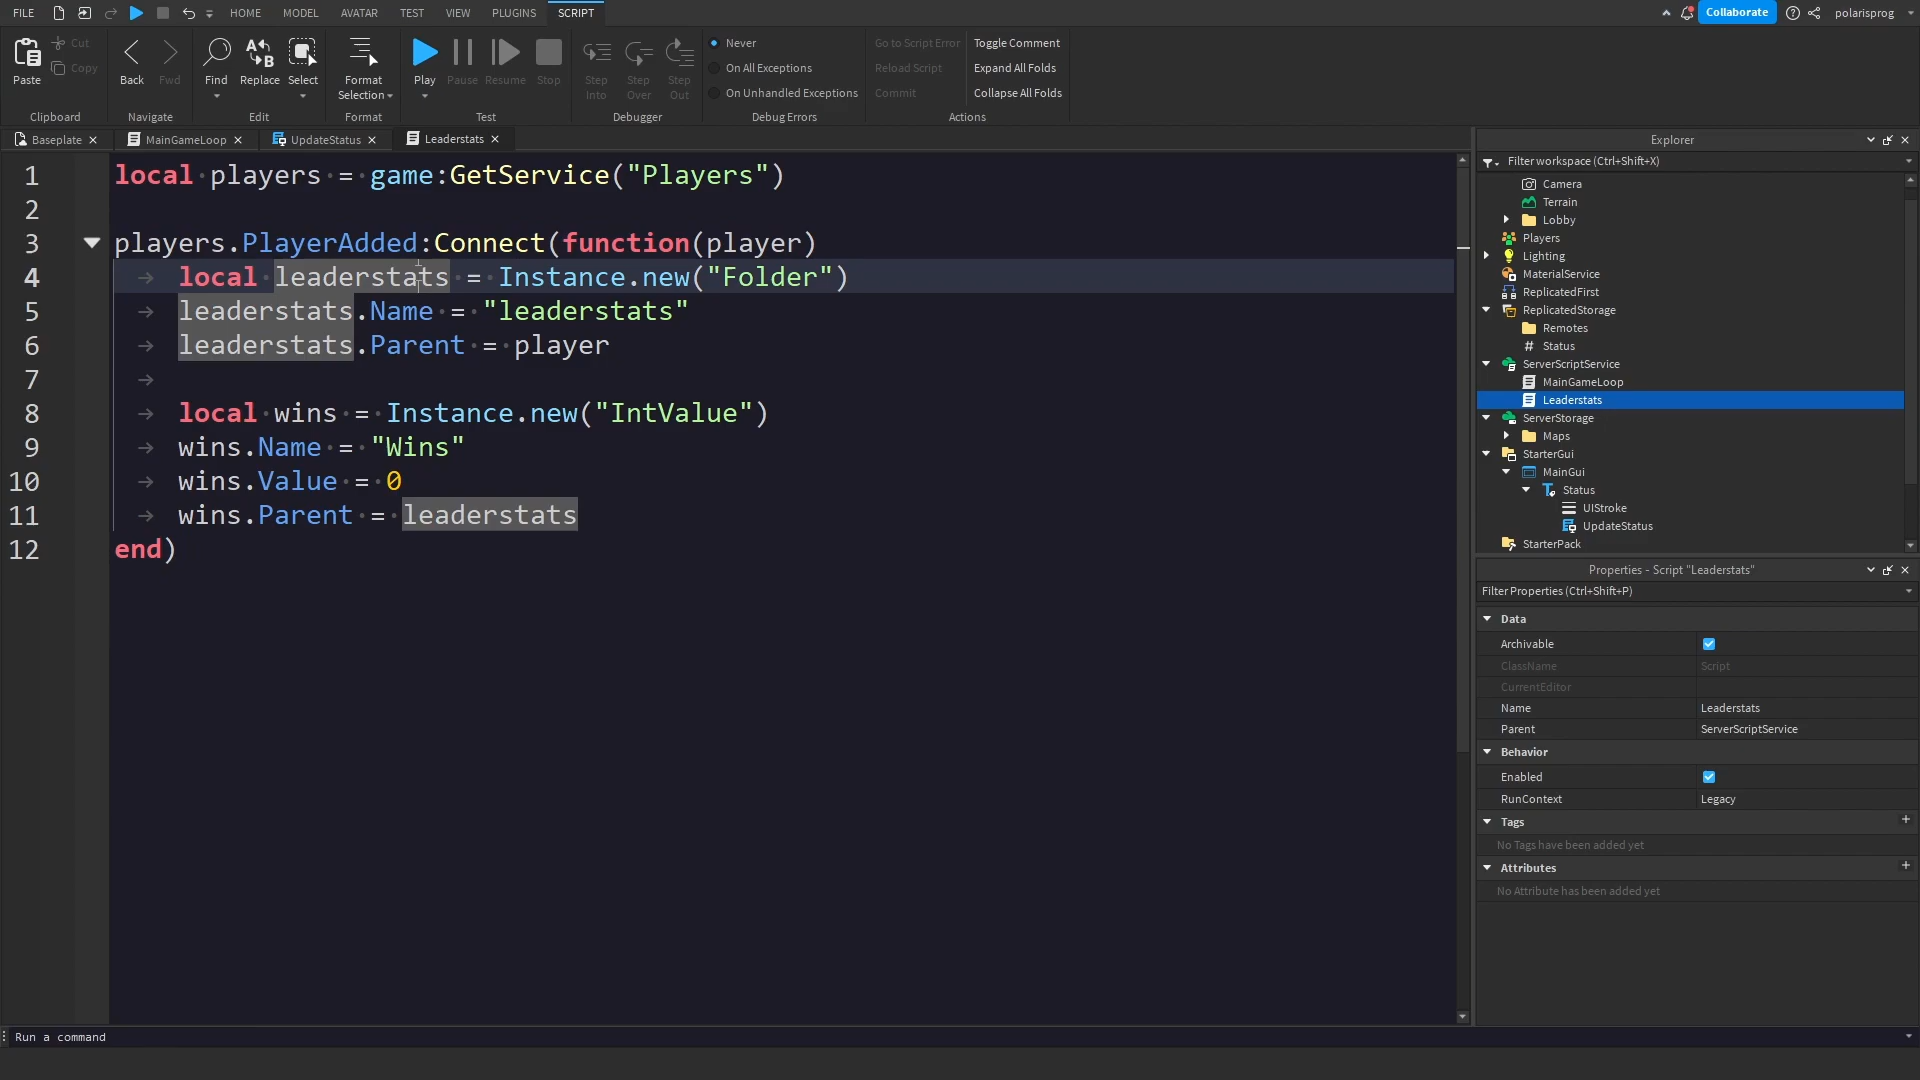 FILE HOME MODEL AVATAR TEST VIEW PLUGINS SCRIPT Collaborate polarisprog
Paste Cut Copy Back Fwd Find Replace Select Format Selection Play Pause Resume Stop Step Into Step Over Step Out
Never Go to Script Error Toggle Comment
On All Exceptions Reload Script Expand All Folds
On Unhandled Exceptions Commit Collapse All Folds
Clipboard Navigate Edit Format Test Debugger Debug Errors Actions
Baseplate MainGameLoop UpdateStatus Leaderstats
1 local players = game:GetService("Players")
2
3 players.PlayerAdded:Connect(function(player)
4 local leaderstats = Instance.new("Folder")
5 leaderstats.Name = "leaderstats"
6 leaderstats.Parent = player
7
8 local wins = Instance.new("IntValue")
9 wins.Name = "Wins"
10 wins.Value = 0
11 wins.Parent = leaderstats
12 end)
Explorer
Filter workspace (Ctrl+Shift+X)
Camera
Terrain
Lobby
Players
Lighting
MaterialService
ReplicatedFirst
ReplicatedStorage
Remotes
Status
ServerScriptService
MainGameLoop
Leaderstats
ServerStorage
Maps
StarterGui
MainGui
Status
UIStroke
UpdateStatus
StarterPack
Properties - Script "Leaderstats"
Filter Properties (Ctrl+Shift+P)
Data
Archivable
ClassName Script
CurrentEditor
Name Leaderstats
Parent ServerScriptService
Behavior
Enabled
RunContext Legacy
Tags
No Tags have been added yet
Attributes
No Attribute has been added yet
Run a command